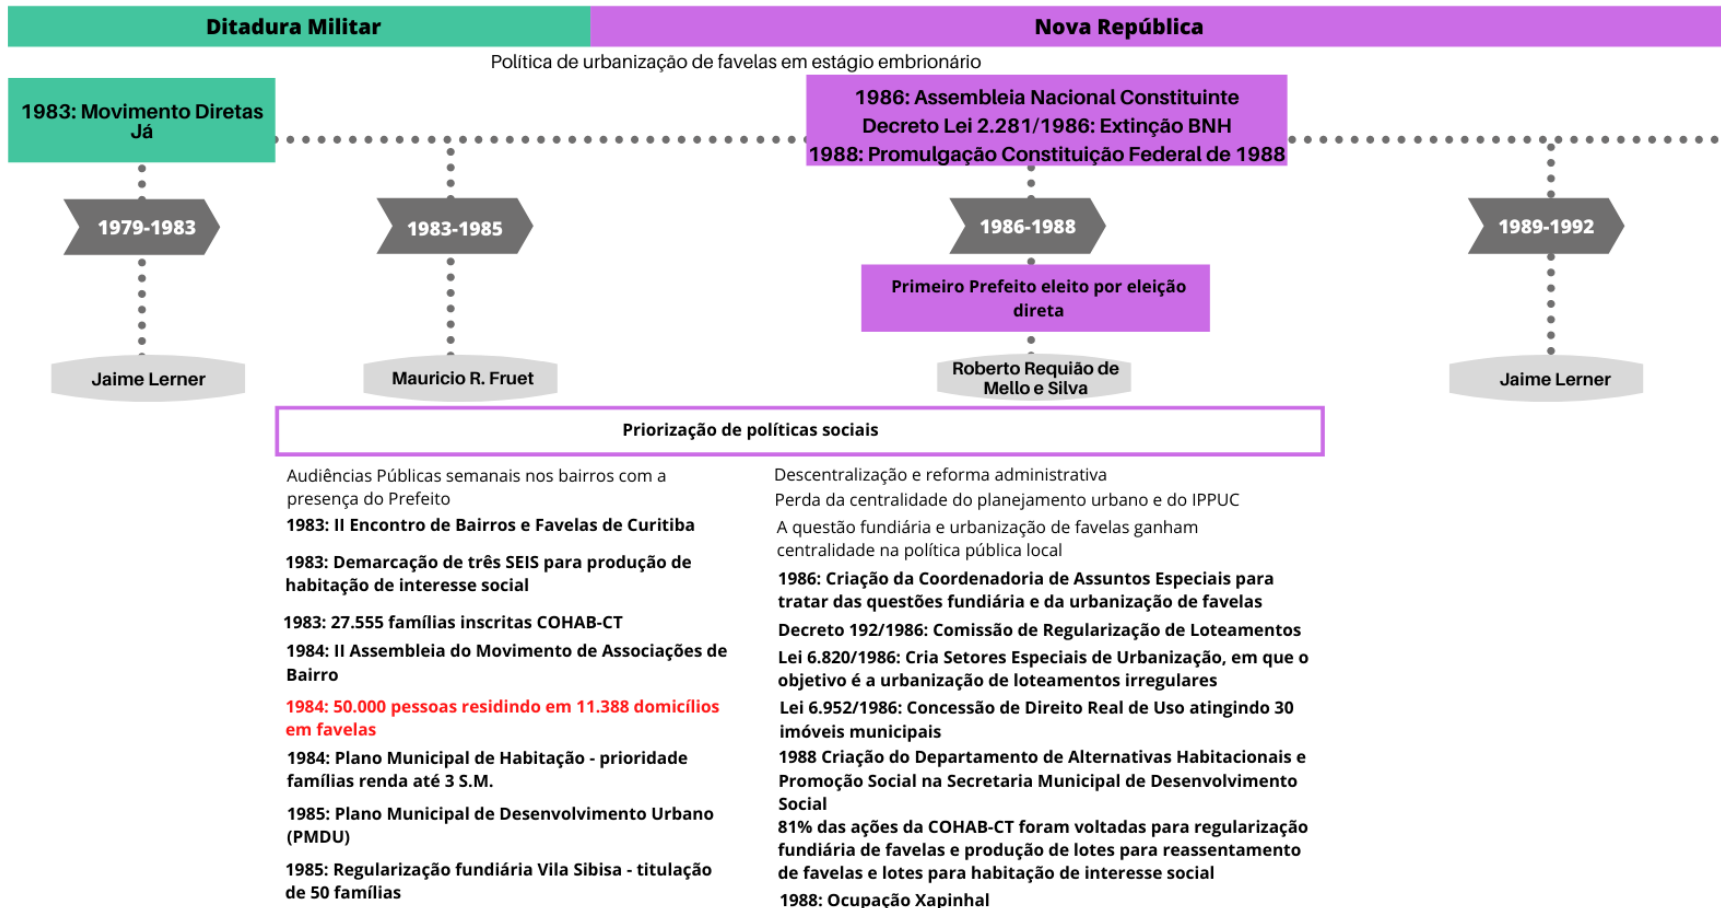 Ditadura Militar
Nova República
Política de urbanização de favelas em estágio embrionário
1983: Movimento Diretas
Já
1986: Assembleia Nacional Constituinte
Decreto Lei 2.281/1986: Extinção BNH
1988: Promulgação Constituição Federal de 1988
1979-1983
1983-1985
1986-1988
1989-1992
Primeiro Prefeito eleito por eleição
direta
Jaime Lerner
Mauricio R. Fruet
Roberto Requião de
Mello e Silva
Jaime Lerner
Priorização de políticas sociais
Audiências Públicas semanais nos bairros com a
presença do Prefeito
1983: II Encontro de Bairros e Favelas de Curitiba
1983: Demarcação de três SEIS para produção de
habitação de interesse social
1983: 27.555 famílias inscritas COHAB-CT
1984: II Assembleia do Movimento de Associações de
Bairro
1984: 50.000 pessoas residindo em 11.388 domicílios
em favelas
1984: Plano Municipal de Habitação - prioridade
famílias renda até 3 S.M.
1985: Plano Municipal de Desenvolvimento Urbano
(PMDU)
1985: Regularização fundiária Vila Sibisa - titulação
de 50 famílias
Descentralização e reforma administrativa
Perda da centralidade do planejamento urbano e do IPPUC
A questão fundiária e urbanização de favelas ganham
centralidade na política pública local
1986: Criação da Coordenadoria de Assuntos Especiais para
tratar das questões fundiária e da urbanização de favelas
Decreto 192/1986: Comissão de Regularização de Loteamentos
Lei 6.820/1986: Cria Setores Especiais de Urbanização, em que o
objetivo é a urbanização de loteamentos irregulares
Lei 6.952/1986: Concessão de Direito Real de Uso atingindo 30
imóveis municipais
1988 Criação do Departamento de Alternativas Habitacionais e
Promoção Social na Secretaria Municipal de Desenvolvimento
Social
81% das ações da COHAB-CT foram voltadas para regularização
fundiária de favelas e produção de lotes para reassentamento
de favelas e lotes para habitação de interesse social
1988: Ocupação Xapinhal